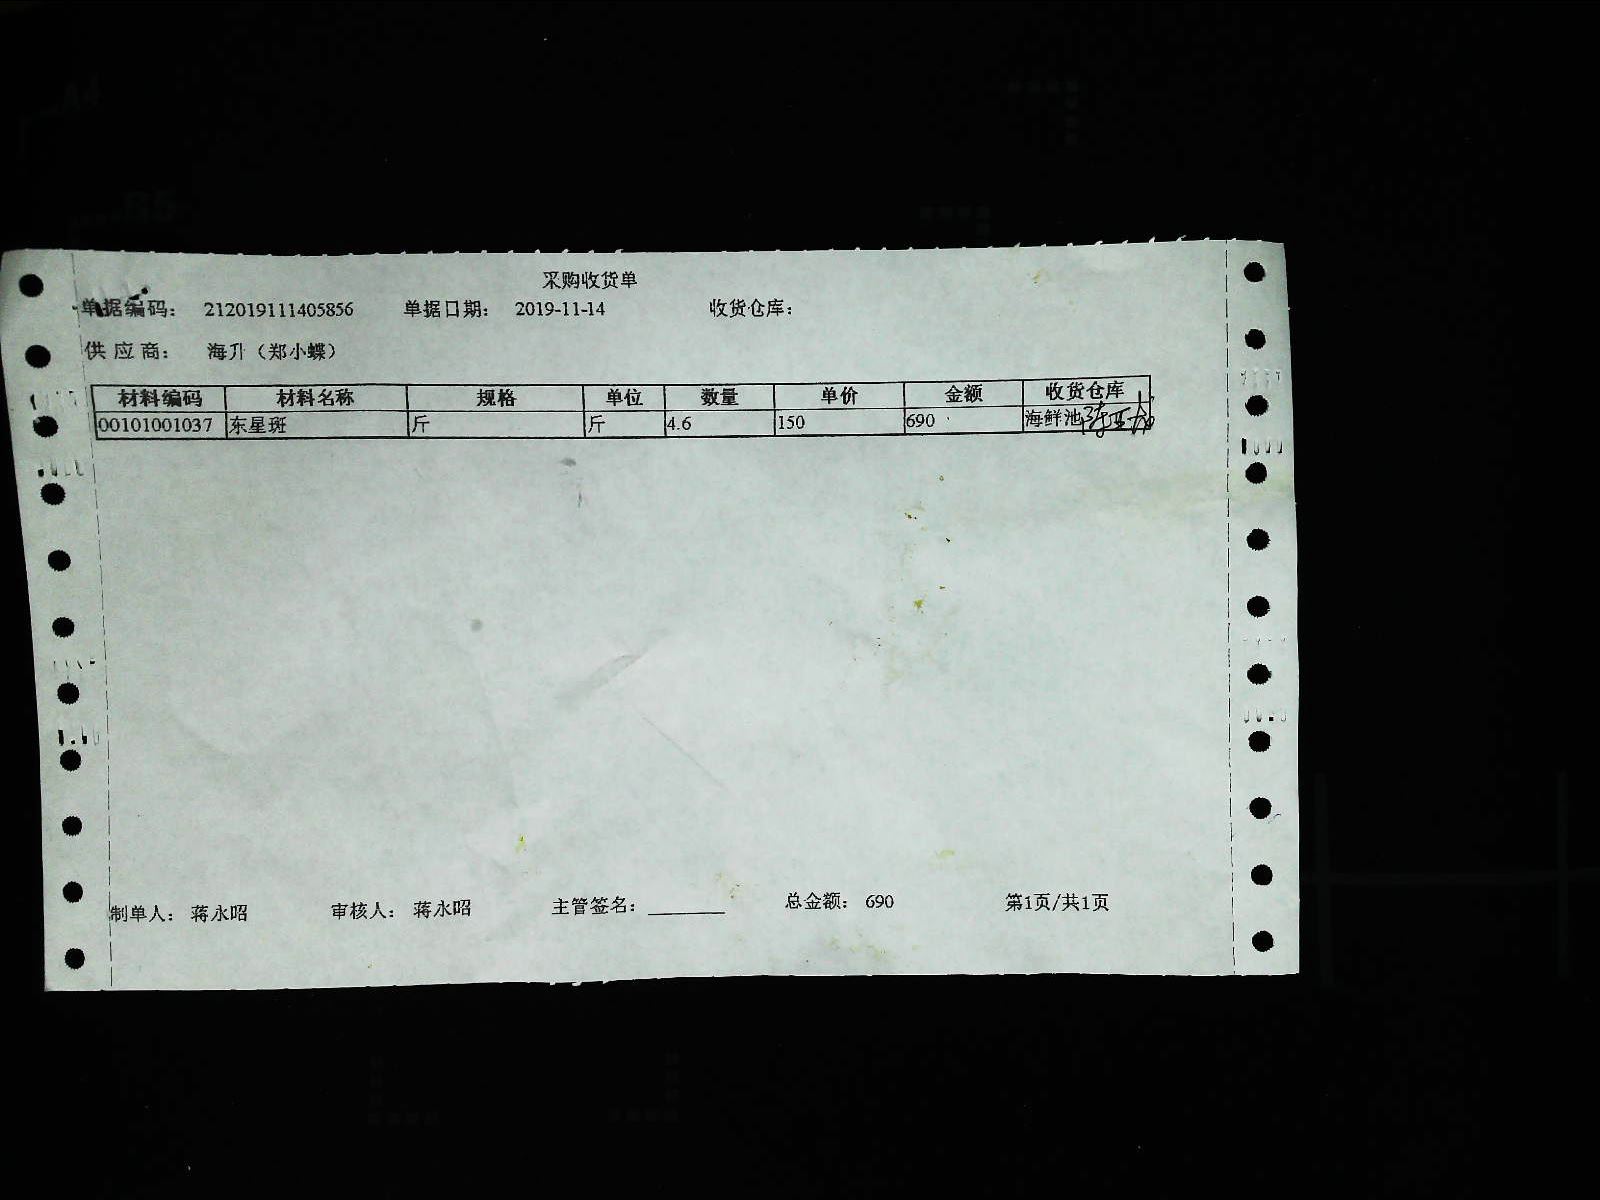 采购收货单
单据编码： 212019111405856 单据日期： 2019-11-14 收货仓库：
供应商： 海升（郑小蝶）
材料编码 材料名称 规格 单位 数量 单价 金额 收货仓库
00101001037 东星斑 斤 斤 4.6 150 690 海鲜池
制单人： 蒋永昭 审核人： 蒋永昭 主管签名： 总金额： 690 第1页/共1页